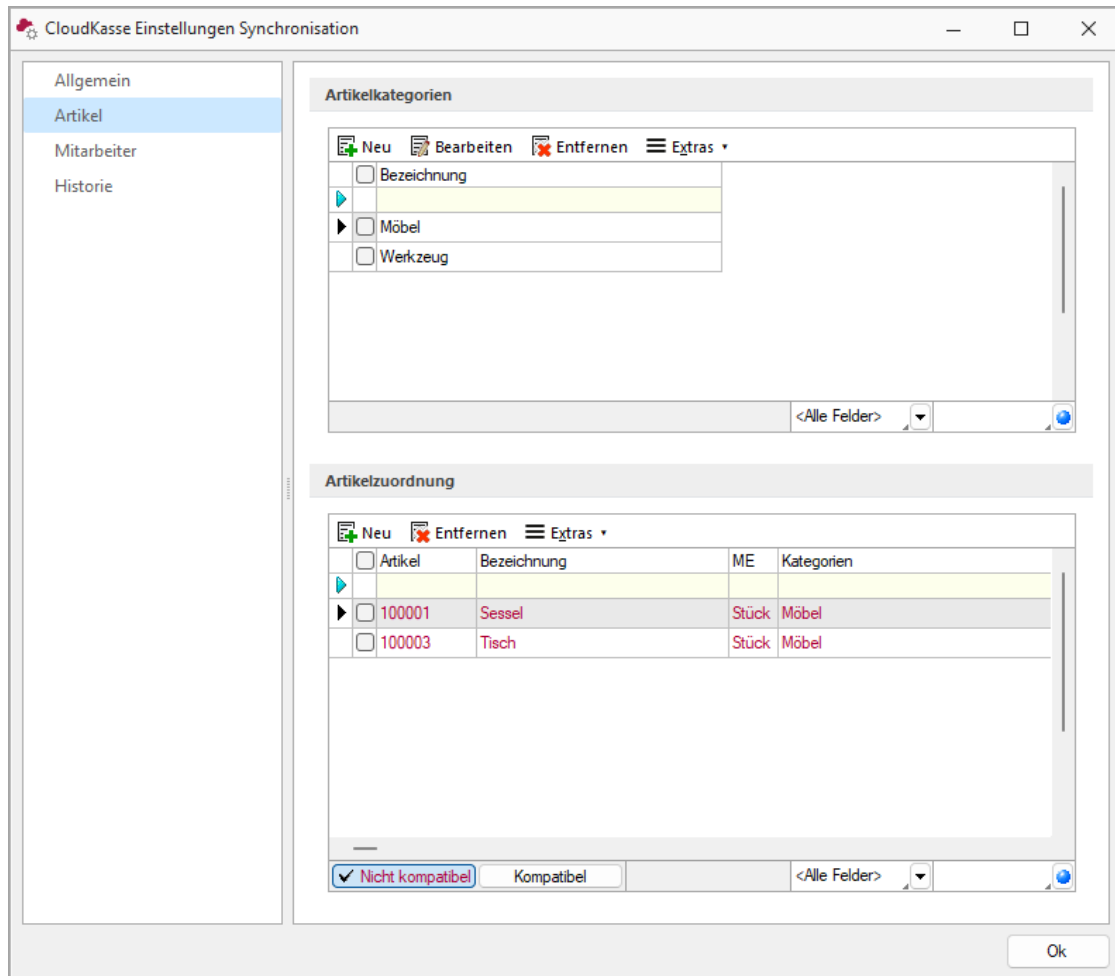 CloudKasse Einstellungen Synchronisation
Allgemein
Artikel
Mitarbeiter
Historie
Artikelkategorien
Neu Bearbeiten Entfernen Extras
Bezeichnung
Möbel
Werkzeug
<Alle Felder>
Artikelzuordnung
Neu Entfernen Extras
Artikel Bezeichnung ME Kategorien
100001 Sessel Stück Möbel
100003 Tisch Stück Möbel
Nicht kompatibel Kompatibel <Alle Felder>
Ok